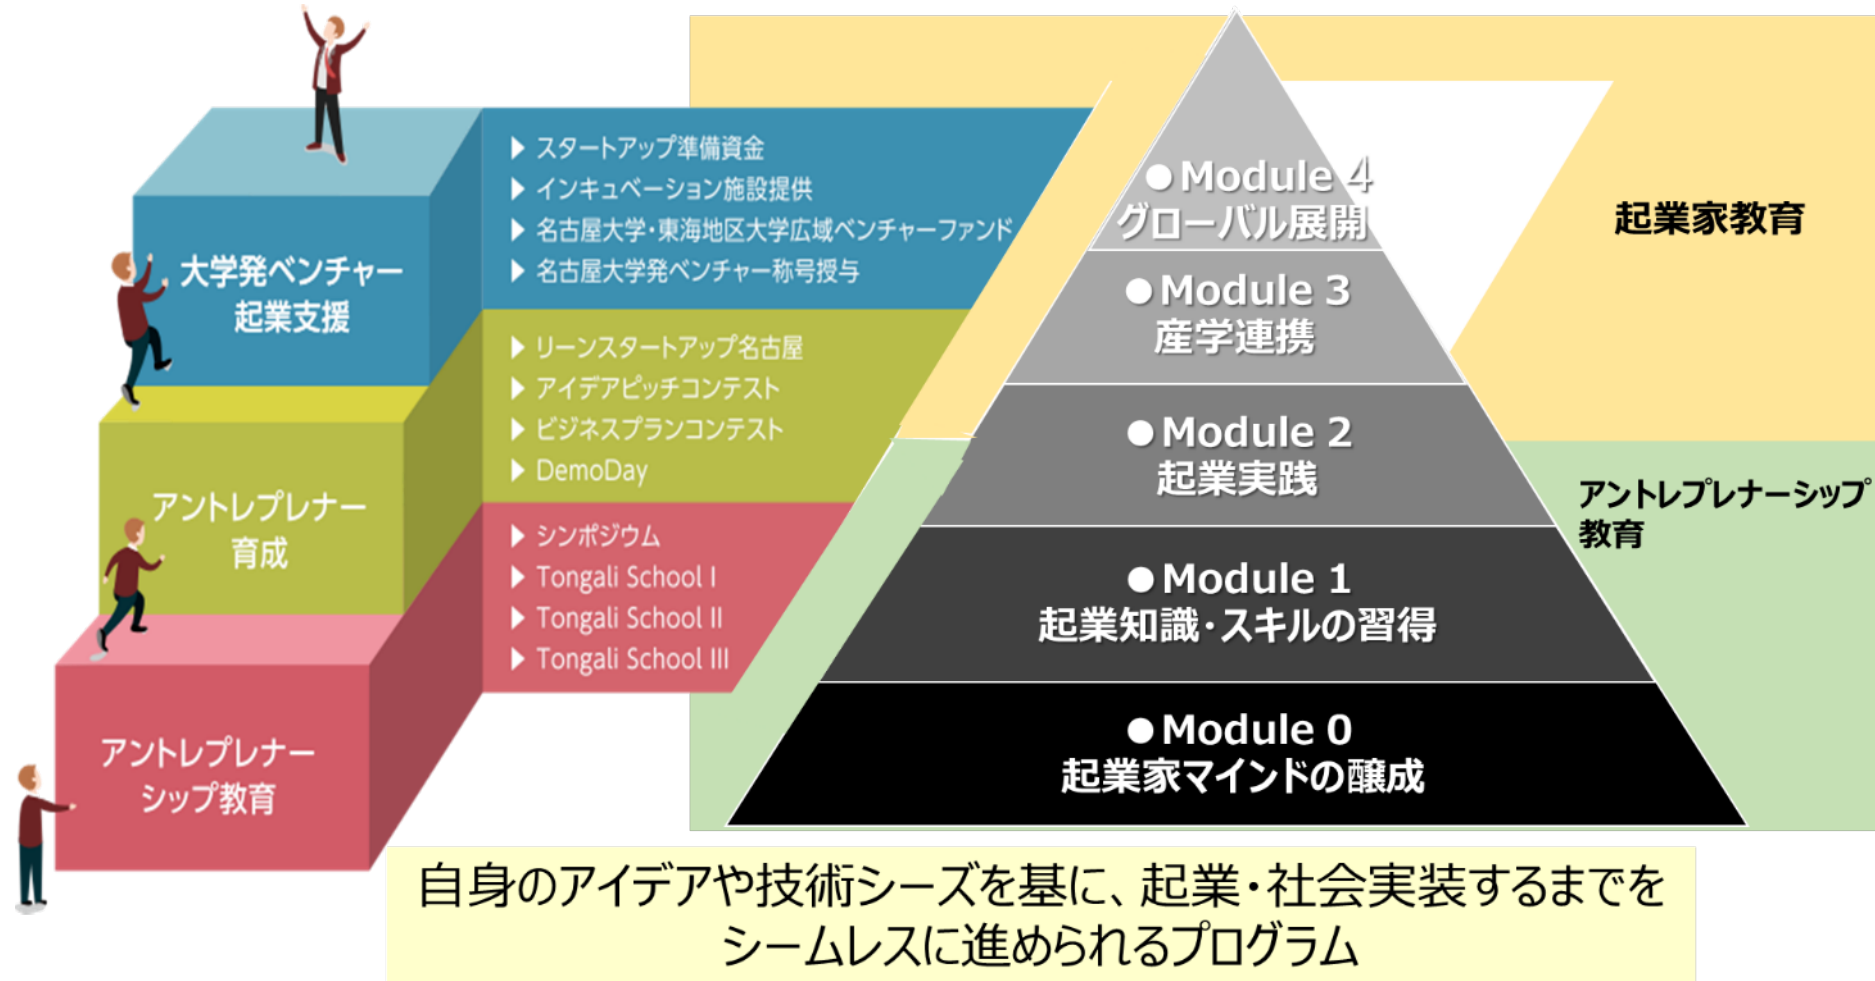 大学発ベンチャー
起業支援
▶ スタートアップ準備資金
▶ インキュベーション施設提供
▶ 名古屋大学・東海地区大学広域ベンチャーファンド
▶ 名古屋大学発ベンチャー称号授与
アントレプレナー
育成
▶ リーンスタートアップ名古屋
▶ アイデアピッチコンテスト
▶ ビジネスプランコンテスト
▶ DemoDay
アントレプレナー
シップ教育
▶ シンポジウム
▶ Tongali School I
▶ Tongali School II
▶ Tongali School III
●Module 4
グローバル展開
●Module 3
産学連携
●Module 2
起業実践
●Module 1
起業知識・スキルの習得
●Module 0
起業家マインドの醸成
起業家教育
アントレプレナーシップ
教育
自身のアイデアや技術シーズを基に、起業・社会実装するまでを
シームレスに進められるプログラム